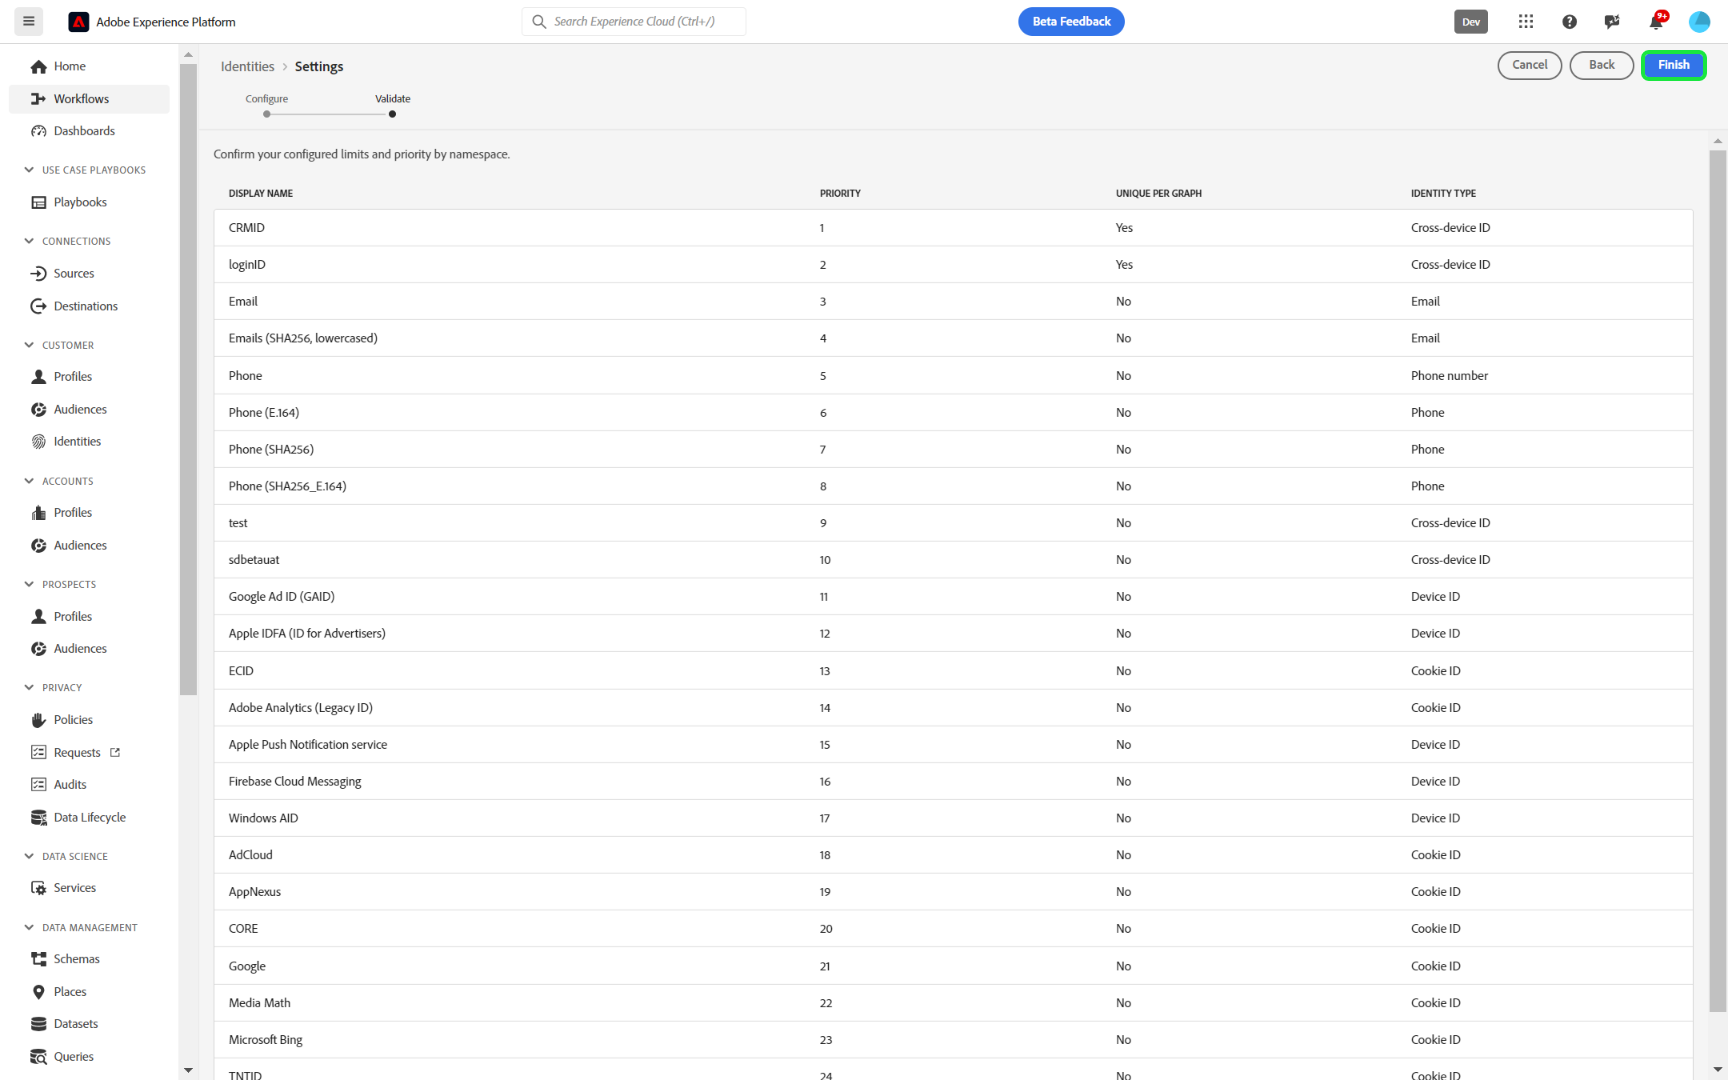 Adobe Experience Platform
Search Experience Cloud (Ctrl+/)
Beta Feedback
Dev
9+
Home
Workflows
Dashboards
USE CASE PLAYBOOKS
Playbooks
CONNECTIONS
Sources
Destinations
CUSTOMER
Profiles
Audiences
Identities
ACCOUNTS
Profiles
Audiences
PROSPECTS
Profiles
Audiences
PRIVACY
Policies
Requests
Audits
Data Lifecycle
DATA SCIENCE
Services
DATA MANAGEMENT
Schemas
Places
Datasets
Queries
Identities > Settings
Cancel
Back
Finish
Configure
Validate
Confirm your configured limits and priority by namespace.
DISPLAY NAME PRIORITY UNIQUE PER GRAPH IDENTITY TYPE
CRMID 1 Yes Cross-device ID
loginID 2 Yes Cross-device ID
Email 3 No Email
Emails (SHA256, lowercased) 4 No Email
Phone 5 No Phone number
Phone (E.164) 6 No Phone
Phone (SHA256) 7 No Phone
Phone (SHA256_E.164) 8 No Phone
test 9 No Cross-device ID
sdbetauat 10 No Cross-device ID
Google Ad ID (GAID) 11 No Device ID
Apple IDFA (ID for Advertisers) 12 No Device ID
ECID 13 No Cookie ID
Adobe Analytics (Legacy ID) 14 No Cookie ID
Apple Push Notification service 15 No Device ID
Firebase Cloud Messaging 16 No Device ID
Windows AID 17 No Device ID
AdCloud 18 No Cookie ID
AppNexus 19 No Cookie ID
CORE 20 No Cookie ID
Google 21 No Cookie ID
Media Math 22 No Cookie ID
Microsoft Bing 23 No Cookie ID
TNTID 24 No Cookie ID